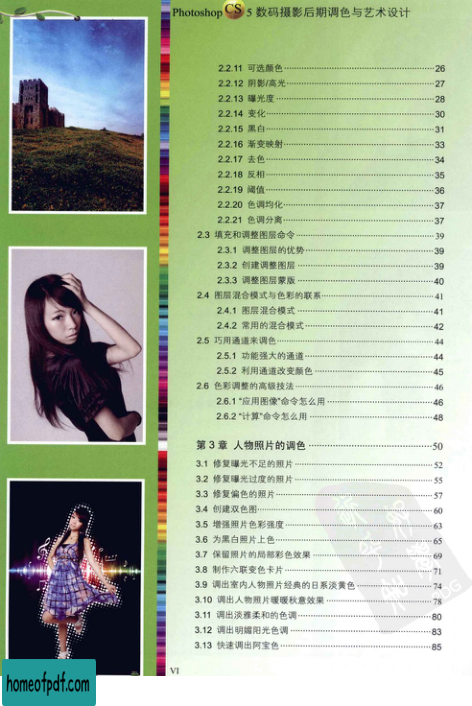 Photoshop CS 5 数码摄影后期调色与艺术设计
2.2.11 可选颜色 26
2.2.12 阴影/高光 27
2.2.13 曝光度 28
2.2.14 变化 30
2.2.15 黑白 31
2.2.16 渐变映射 33
2.2.17 去色 34
2.2.18 反相 35
2.2.19 阈值 36
2.2.20 色调均化 37
2.2.21 色调分离 37
2.3 填充和调整图层命令 39
2.3.1 调整图层的优势 39
2.3.2 创建调整图层 39
2.3.3 调整图层蒙版 40
2.4 图层混合模式与色彩的联系 41
2.4.1 图层混合模式 41
2.4.2 常用的混合模式 42
2.5 巧用通道来调色 44
2.5.1 功能强大的通道 44
2.5.2 利用通道改变颜色 45
2.6 色彩调整的高级技法 46
2.6.1 “应用图像”命令怎么用 46
2.6.2 “计算”命令怎么用 48
第 3 章 人物照片的调色 50
3.1 修复曝光不足的照片 52
3.2 修复曝光过度的照片 55
3.3 修复偏色的照片 57
3.4 创建双色图 60
3.5 增强照片色彩强度 63
3.6 为黑白照片上色 65
3.7 保留照片的局部彩色效果 69
3.8 制作六联变色卡片 71
3.9 调出室内人物照片经典的日系淡黄色 74
3.10 调出人物照片暖暖秋意效果 78
3.11 调出淡雅柔和的色调 80
3.12 调出明媚阳光色调 83
3.13 快速调出阿宝色 85
VI
homeofpdf.com